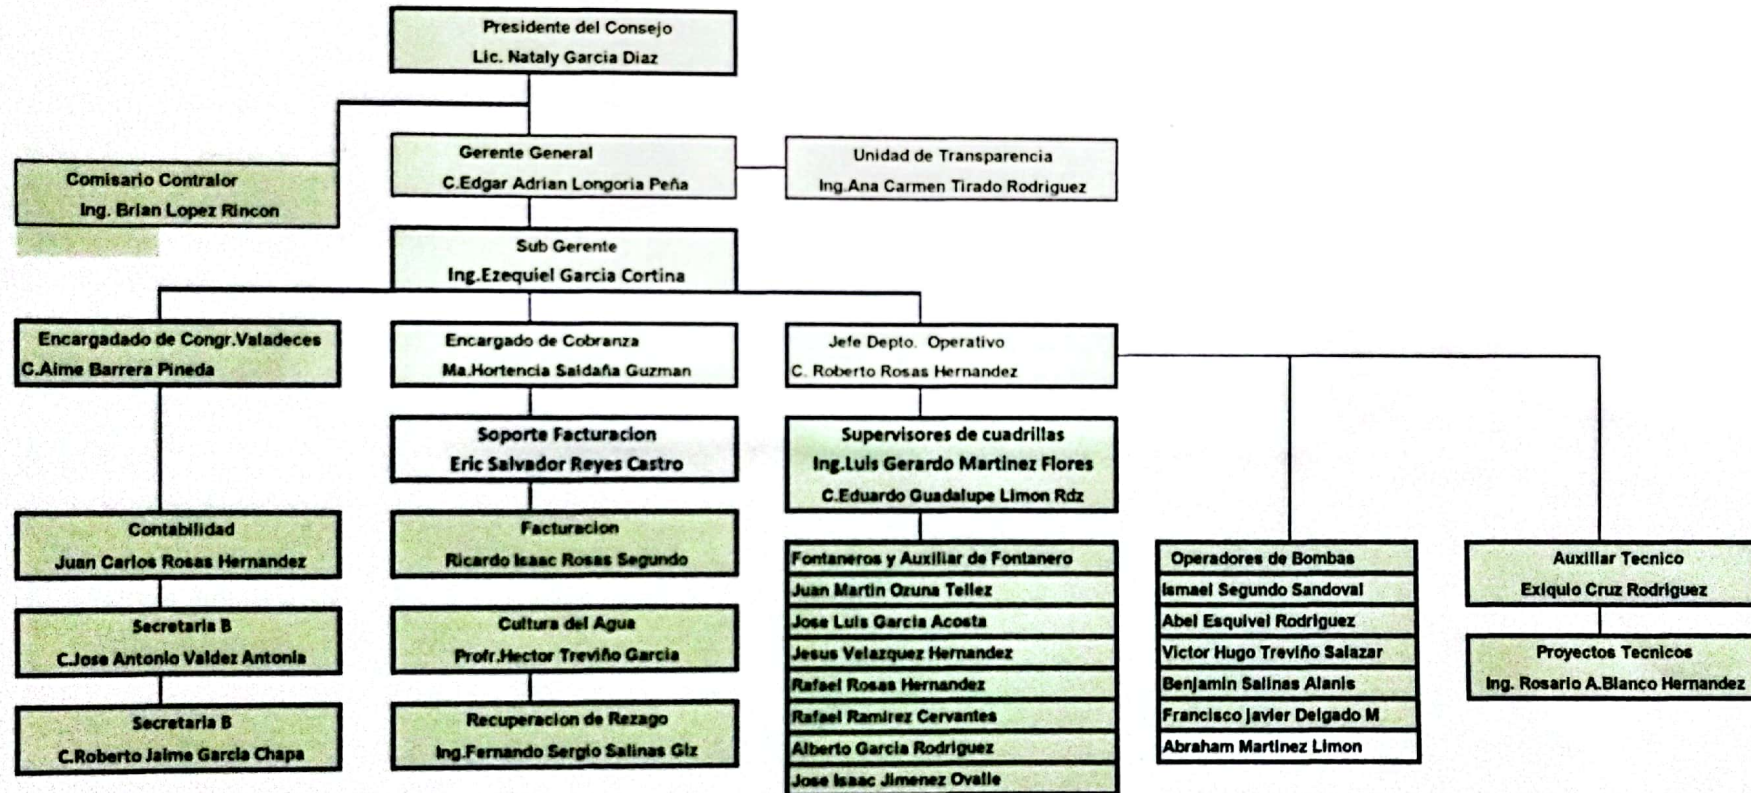 Presidente del Consejo
Lic. Nataly Garcia Diaz
Gerente General
C.Edgar Adrian Longoria Peña
Unidad de Transparencia
Ing.Ana Carmen Tirado Rodriguez
Comisario Contralor
Ing. Brian Lopez Rincon
Sub Gerente
Ing.Ezequiel Garcia Cortina
Encargadado de Congr.Valadeces
C.Aime Barrera Pineda
Encargado de Cobranza
Ma.Hortencia Saldaña Guzman
Jefe Depto. Operativo
C. Roberto Rosas Hernandez
Soporte Facturacion
Eric Salvador Reyes Castro
Supervisores de cuadrillas
Ing.Luis Gerardo Martinez Flores
C.Eduardo Guadalupe Limon Rdz
Contabilidad
Juan Carlos Rosas Hernandez
Secretaria B
C.Jose Antonio Valdez Antonia
Secretaria B
C.Roberto Jaime Garcia Chapa
Facturacion
Ricardo Isaac Rosas Segundo
Cultura del Agua
Profr.Hector Treviño Garcia
Recuperacion de Rezago
Ing.Fernando Sergio Salinas Glz
Fontaneros y Auxiliar de Fontanero
Juan Martin Ozuna Tellez
Jose Luis Garcia Acosta
Jesus Velazquez Hernandez
Rafael Rosas Hernandez
Rafael Ramirez Cervantes
Alberto Garcia Rodriguez
Jose Isaac Jimenez Ovalle
Operadores de Bombas
Ismael Segundo Sandoval
Abel Esquivel Rodriguez
Victor Hugo Treviño Salazar
Benjamin Salinas Alanis
Francisco Javier Delgado M
Abraham Martinez Limon
Auxiliar Tecnico
Exiquio Cruz Rodriguez
Proyectos Tecnicos
Ing. Rosario A.Blanco Hernandez